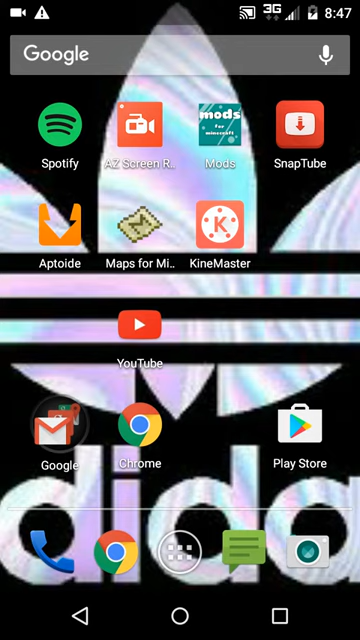 3G
8:47
Google
Spotify
AZ Screen R..
mods
for
minecraft
Mods
SnapTube
Aptoide
Maps for Mi..
K
KineMaster
YouTube
Google
Chrome
Play Store
adidas